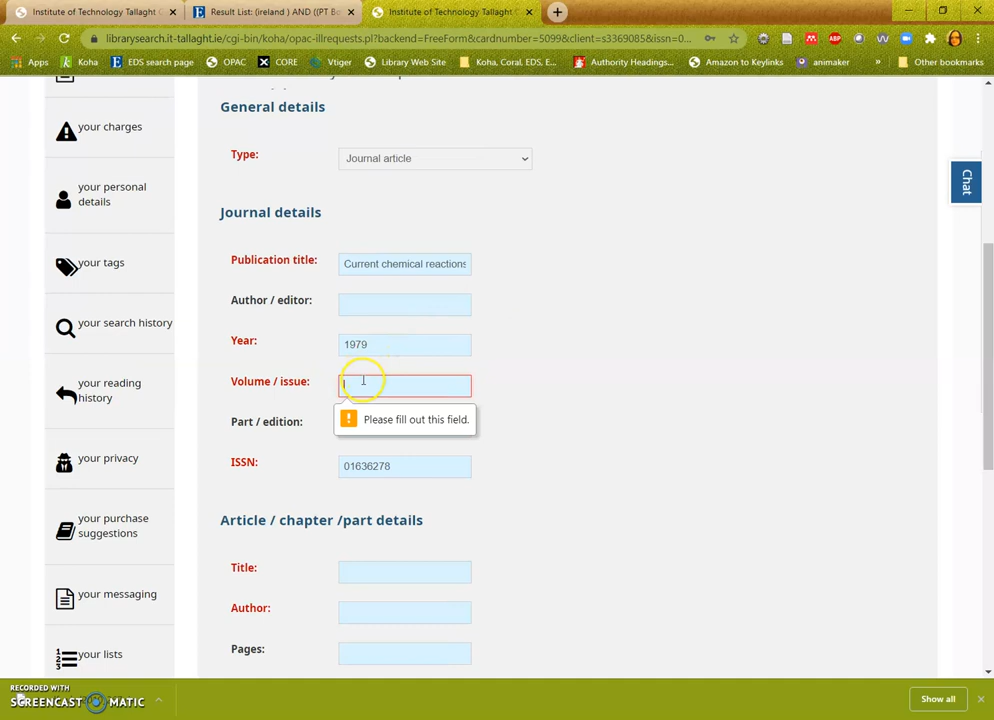 Institute of Technology Tallaght
Result List: (ireland ) AND ((PT B
Institute of Technology Tallaght
librarysearch.it-tallaght.ie/cgi-bin/koha/opac-illrequests.pl?backend=FreeForm&cardnumber=5099&client=s3369085&issn=0...
Apps
Koha
EDS search page
OPAC
CORE
Vtiger
Library Web Site
Koha, Coral, EDS, E...
Authority Headings...
Amazon to Keylinks
animaker
»
Other bookmarks
General details
your charges
Type:
Journal article
your personal
details
Journal details
Publication title:
Current chemical reactions
your tags
Author / editor:
your search history
Year:
1979
Volume / issue:
your reading
history
Please fill out this field.
Part / edition:
your privacy
ISSN:
01636278
your purchase
suggestions
Article / chapter /part details
Title:
your messaging
Author:
Pages:
your lists
Chat
RECORDED WITH
SCREENCAST MATIC
Show all